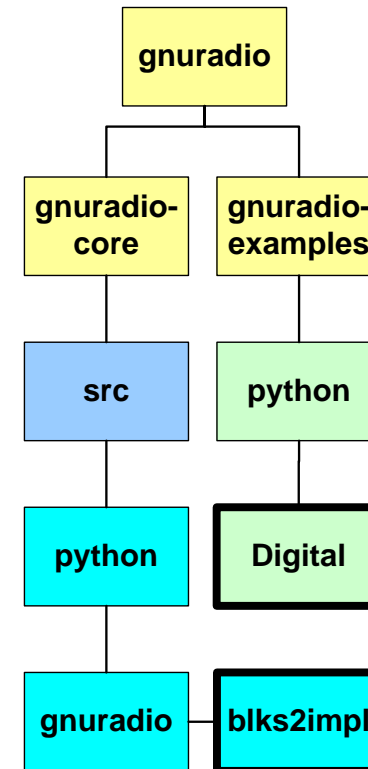 gnuradio
gnuradio-
core
gnuradio-
examples
src
python
python
Digital
gnuradio
blks2impl